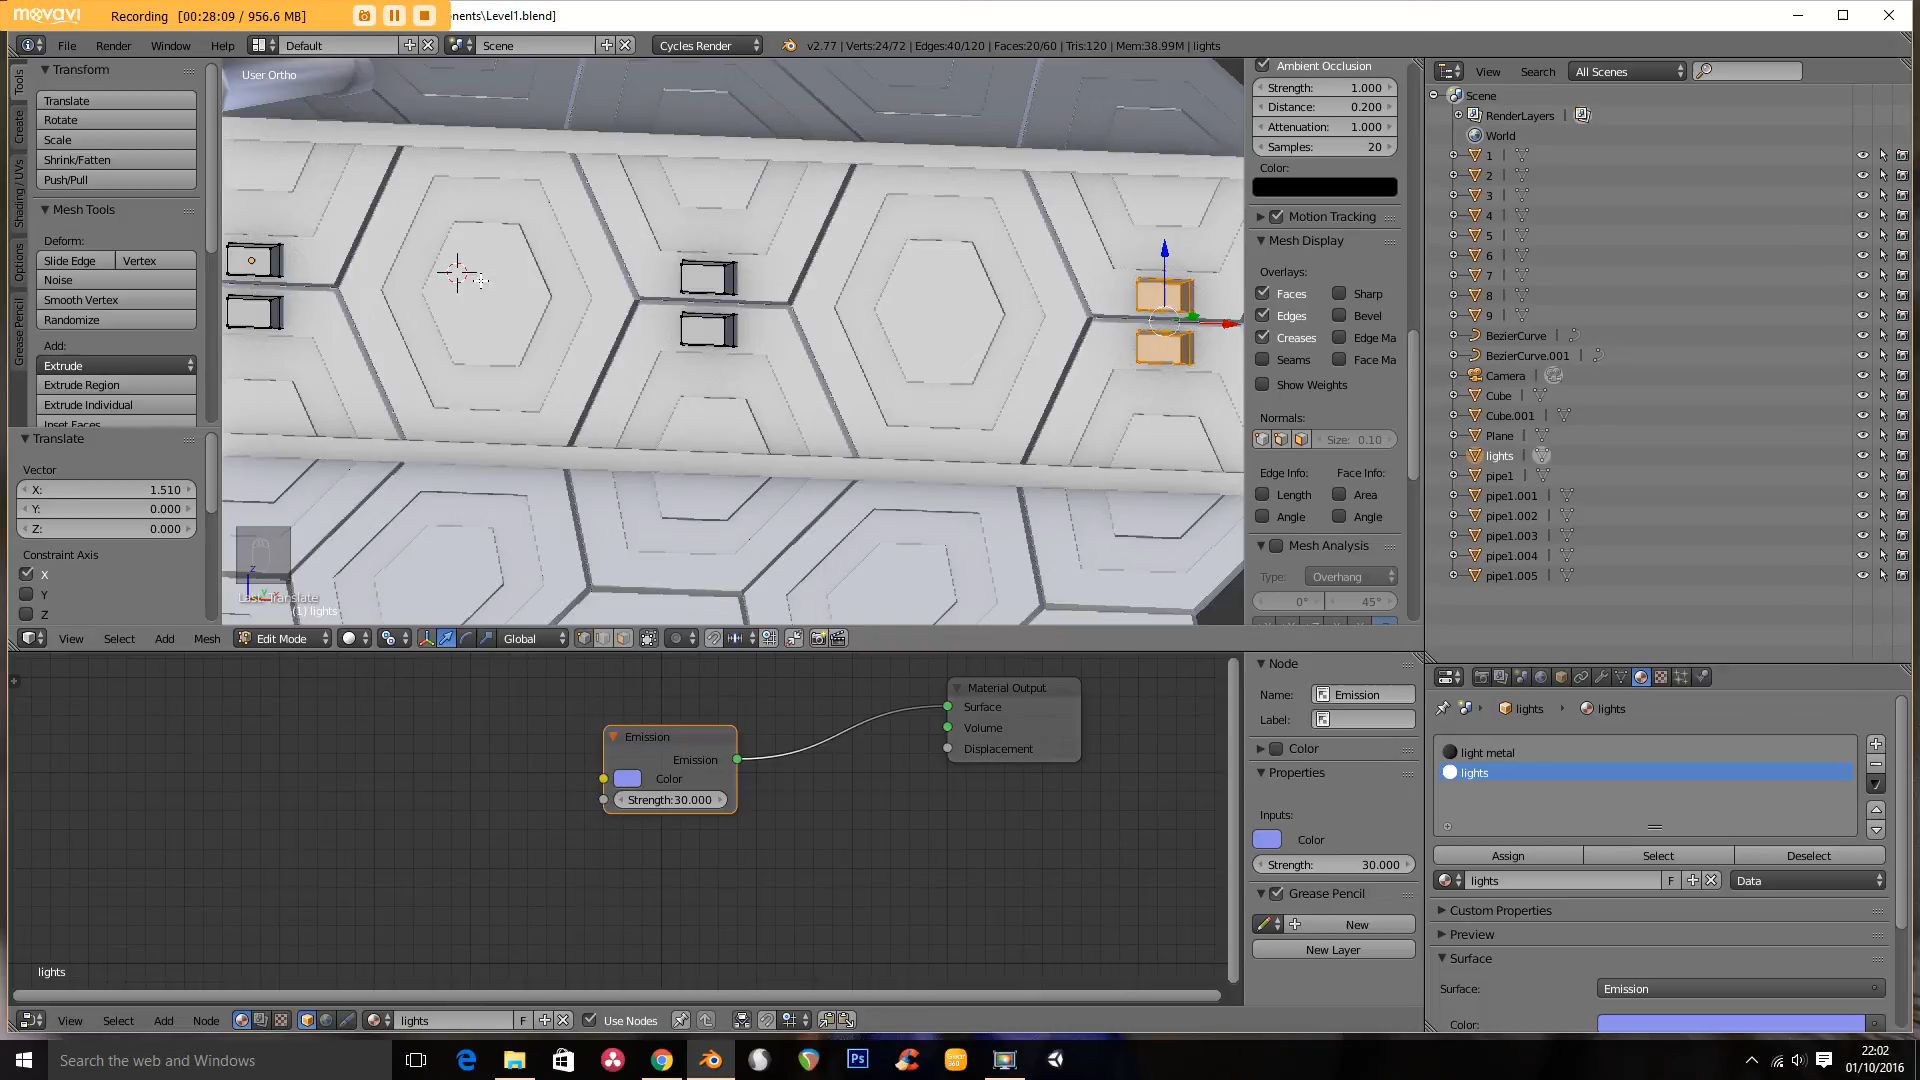 movavi
Recording [00:28:09 / 956.6 MB]
nents\Level1.blend]
File Render Window Help Default Scene Cycles Render v2.77 | Verts:24/72 | Edges:40/120 | Faces:20/60 | Tris:120 | Mem:38.99M | lights
Tools
Create
Shading / UVs
Options
Grease Pencil
Transform
Translate
Rotate
Scale
Shrink/Fatten
Push/Pull
Mesh Tools
Deform:
Slide Edge Vertex
Noise
Smooth Vertex
Randomize
Add:
Extrude
Extrude Region
Extrude Individual
Inset Faces
Translate
Vector
X: 1.510
Y: 0.000
Z: 0.000
Constraint Axis
X
Y
Z
User Ortho
Last: Translate
(1) lights
View Select Add Mesh Edit Mode Global
Ambient Occlusion
Strength: 1.000
Distance: 0.200
Attenuation: 1.000
Samples: 20
Color:
Motion Tracking
Mesh Display
Overlays:
Faces Sharp
Edges Bevel
Creases Edge Ma
Seams Face Ma
Show Weights
Normals:
Size: 0.10
Edge Info: Face Info:
Length Area
Angle Angle
Mesh Analysis
Type: Overhang
0° 45°
View Search All Scenes
Scene
RenderLayers
World
1
2
3
4
5
6
7
8
9
BezierCurve
BezierCurve.001
Camera
Cube
Cube.001
Plane
lights
pipe1
pipe1.001
pipe1.002
pipe1.003
pipe1.004
pipe1.005
Emission
Emission
Color
Strength:30.000
Material Output
Surface
Volume
Displacement
lights
View Select Add Node lights F Use Nodes
Node
Name: Emission
Label:
Color
Properties
Inputs:
Color
Strength: 30.000
Grease Pencil
New
New Layer
lights lights
light metal
lights
Assign Select Deselect
lights F Data
Custom Properties
Preview
Surface
Surface: Emission
Color:
Search the web and Windows
Ps
22:02
01/10/2016